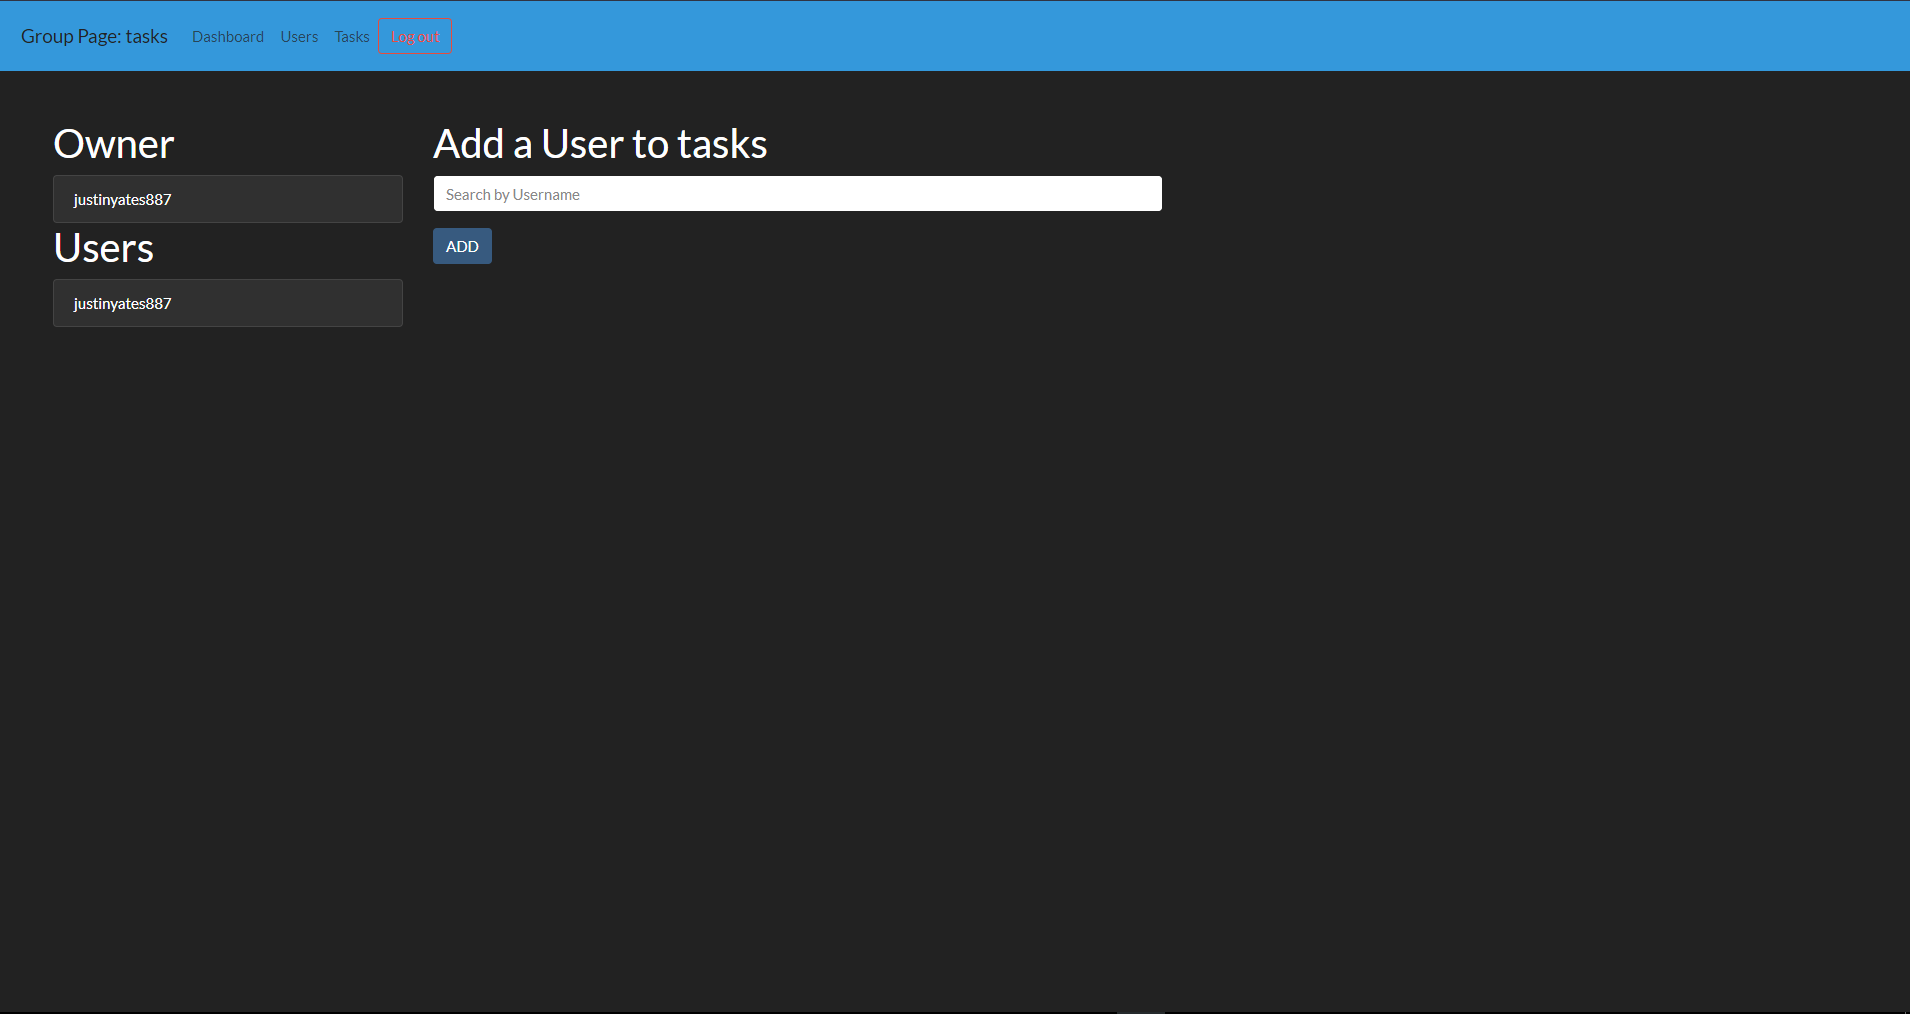 Group Page: tasks Dashboard Users Tasks Log out
Owner
justinyates887
Users
justinyates887
Add a User to tasks
Search by Username
ADD